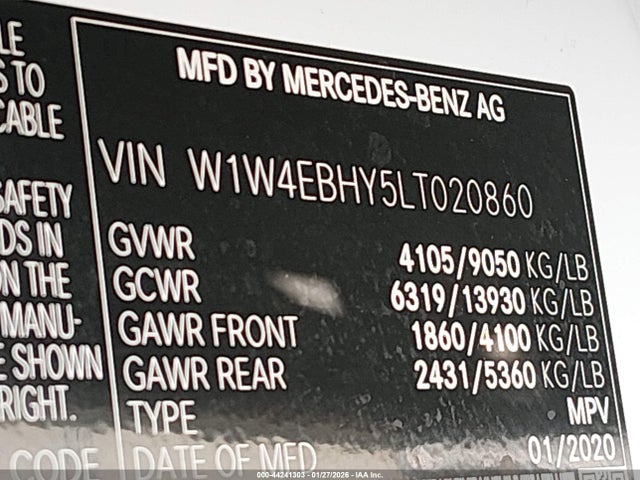 LE
S TO
CABLE
SAFETY
DS IN
ON THE
MANU-
E SHOWN
RIGHT.
CODE
MFD BY MERCEDES-BENZ AG
VIN W1W4EBHY5LT020860
GVWR 4105/9050 KG/LB
GCWR 6319/13930 KG/LB
GAWR FRONT 1860/4100 KG/LB
GAWR REAR 2431/5360 KG/LB
TYPE MPV
DATE OF MFD 01/2020
000-44241303 - 01/27/2026 - IAA Inc.